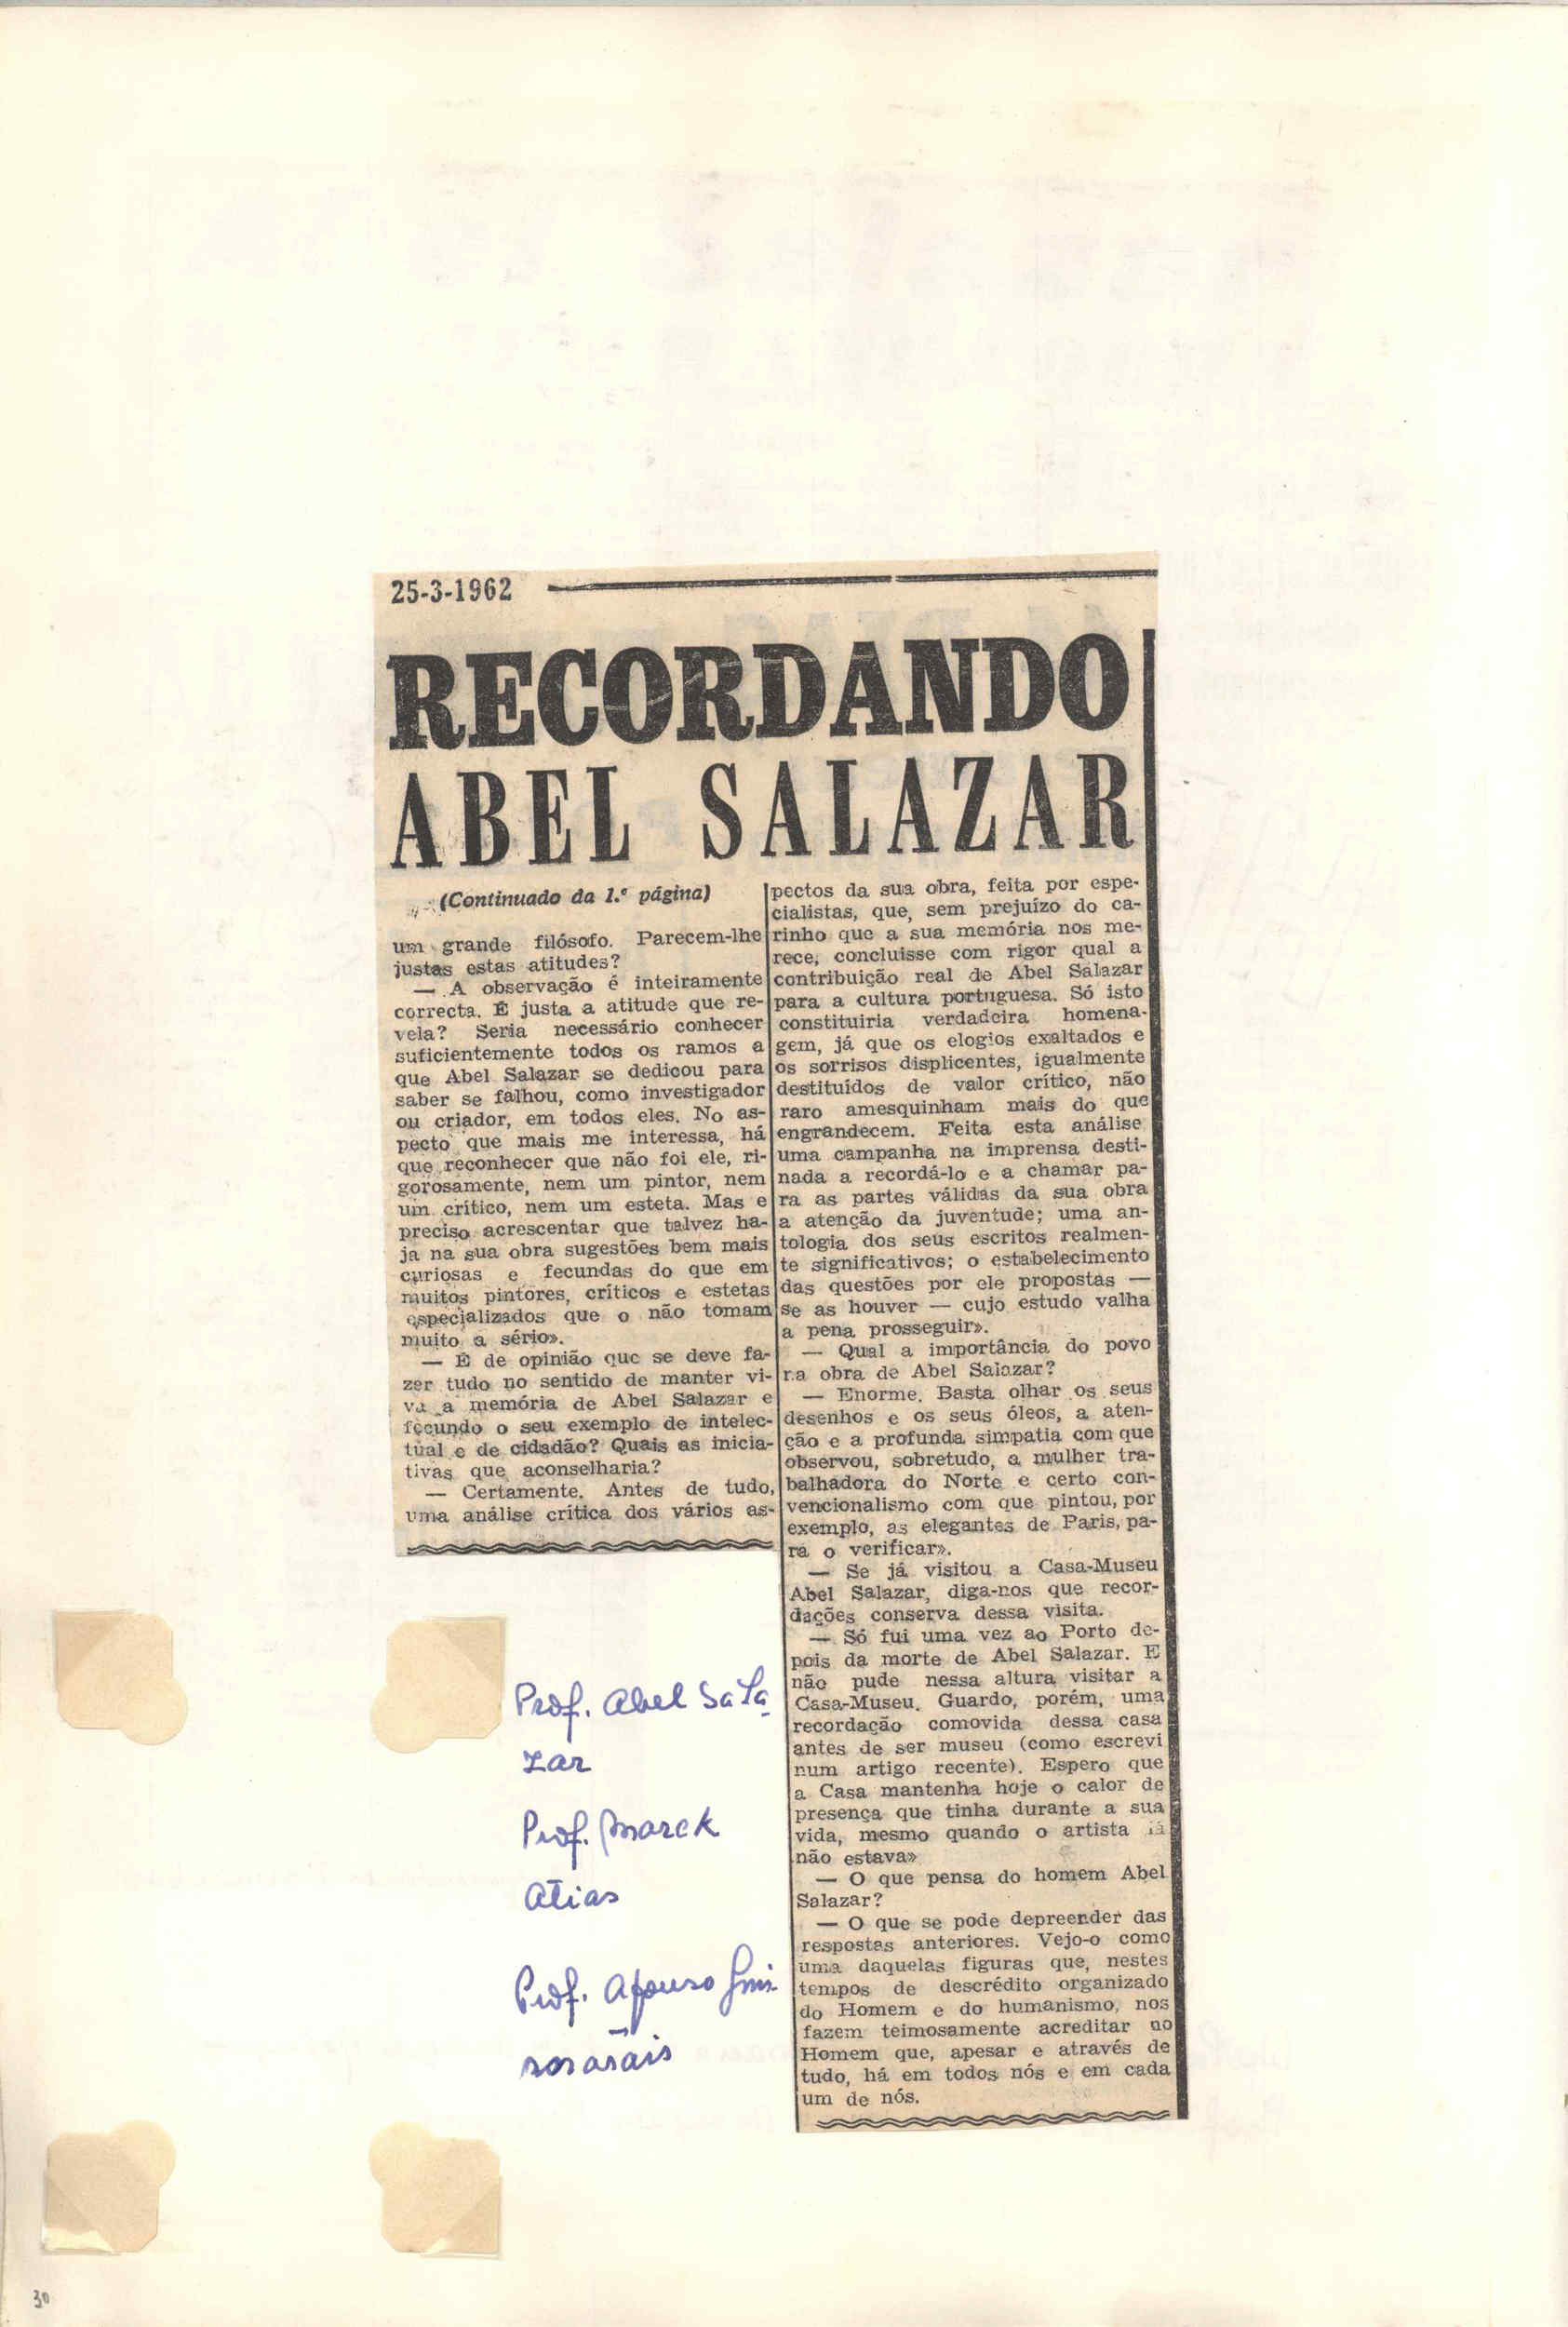 25-3-1962
RECORDANDO
ABEL SALAZAR
(Continuado da 1.ª página)
um grande filósofo. Parecem-lhe
justas estas atitudes?
— A observação é inteiramente
correcta. É justa a atitude que re-
vela? Seria necessário conhecer
suficientemente todos os ramos a
que Abel Salazar se dedicou para
saber se falhou, como investigador
ou criador, em todos eles. No as-
pecto que mais me interessa, há
que reconhecer que não foi ele, ri-
gorosamente, nem um pintor, nem
um crítico, nem um esteta. Mas e
preciso acrescentar que talvez ha-
ja na sua obra sugestões bem mais
curiosas e fecundas do que em
muitos pintores, críticos e estetas
especializados que o não tomam
muito a sério».
— É de opinião que se deve fa-
zer tudo no sentido de manter vi-
va a memória de Abel Salazar e
fecundo o seu exemplo de intelec-
tual e de cidadão? Quais as inicia-
tivas que aconselharia?
— Certamente. Antes de tudo,
uma análise crítica dos vários as-
pectos da sua obra, feita por espe-
cialistas, que, sem prejuízo do ca-
rinho que a sua memória nos me-
rece, concluisse com rigor qual a
contribuição real de Abel Salazar
para a cultura portuguesa. Só isto
constituiria verdadeira homena-
gem, já que os elogios exaltados e
os sorrisos displicentes, igualmente
destituídos de valor crítico, não
raro amesquinham mais do que
engrandecem. Feita esta análise
uma campanha na imprensa desti-
nada a recordá-lo e a chamar pa-
ra as partes válidas da sua obra
a atenção da juventude; uma an-
tologia dos seus escritos realmen-
te significativos; o estabelecimento
das questões por ele propostas —
se as houver — cujo estudo valha
a pena prosseguir».
— Qual a importância do povo
na obra de Abel Salazar?
— Enorme. Basta olhar os seus
desenhos e os seus óleos, a aten-
ção e a profunda simpatia com que
observou, sobretudo, a mulher tra-
balhadora do Norte e certo con-
vencionalismo com que pintou, por
exemplo, as elegantes de Paris, pa-
ra o verificar».
— Se já visitou a Casa-Museu
Abel Salazar, diga-nos que recor-
dações conserva dessa visita.
— Só fui uma vez ao Porto de-
pois da morte de Abel Salazar. E
não pude nessa altura visitar a
Casa-Museu. Guardo, porém, uma
recordação comovida dessa casa
antes de ser museu (como escrevi
num artigo recente). Espero que
a Casa mantenha hoje o calor de
presença que tinha durante a sua
vida, mesmo quando o artista já
não estava»
— O que pensa do homem Abel
Salazar?
— O que se pode depreender das
respostas anteriores. Vejo-o como
uma daquelas figuras que, nestes
tempos de descrédito organizado
do Homem e do humanismo, nos
fazem teimosamente acreditar no
Homem que, apesar e através de
tudo, há em todos nós e em cada
um de nós.
Prof. Abel Sala
zar
Prof. Marck
Atias
Prof. Afonso Gui
marãis
30